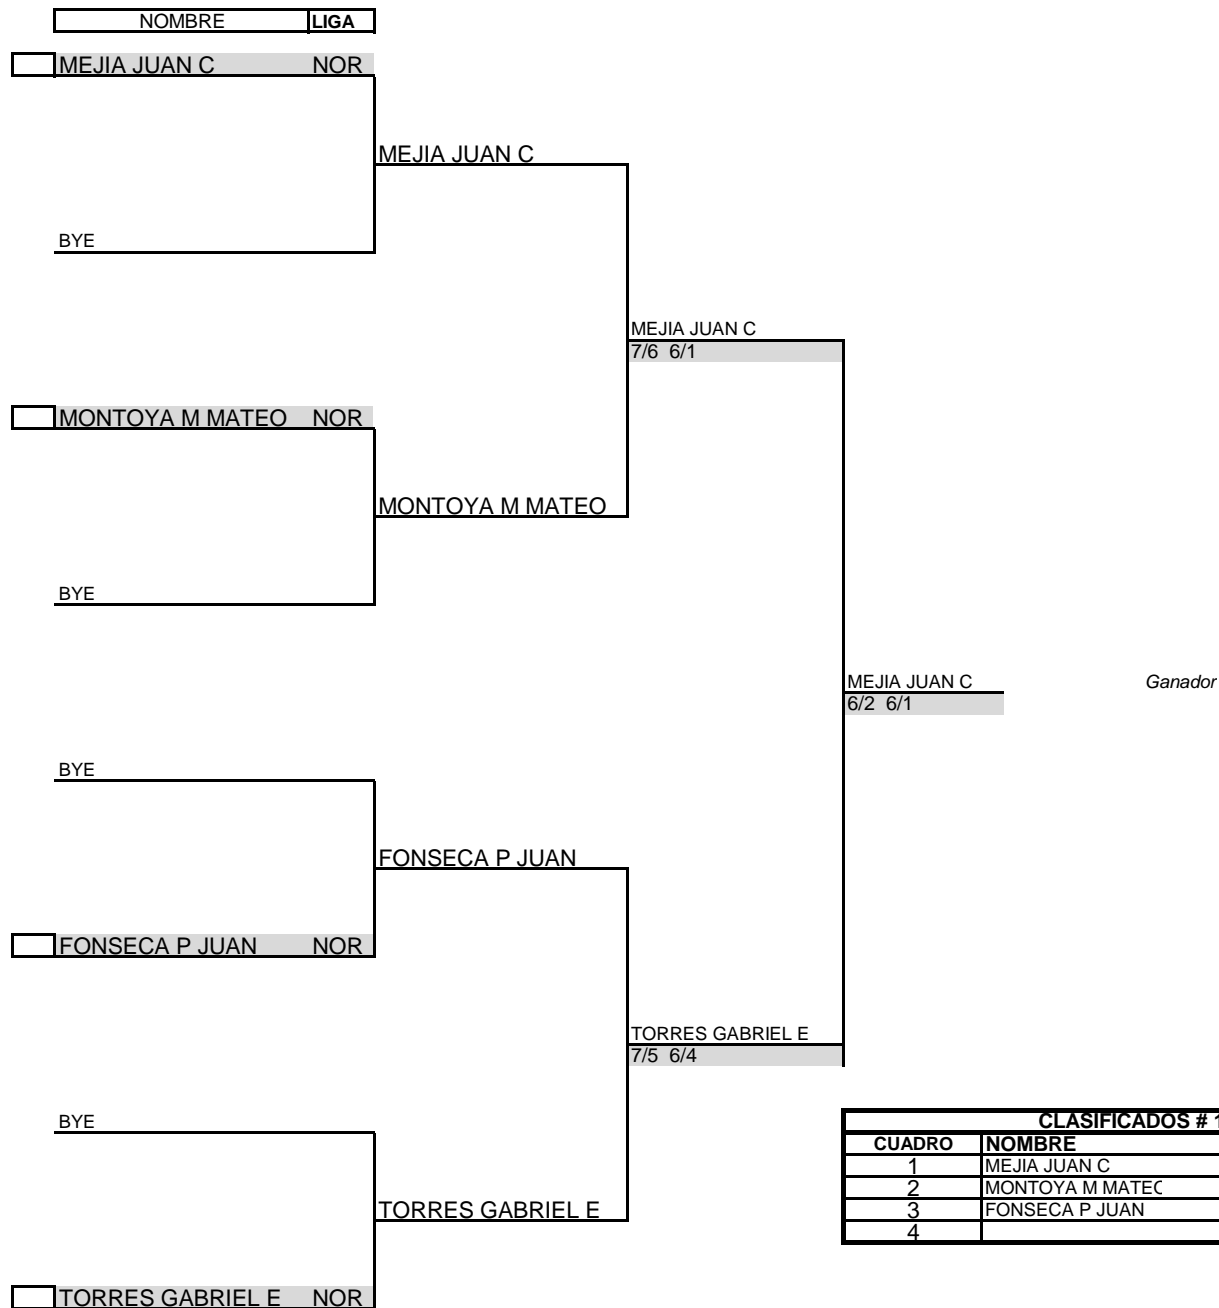 NOMBRE LIGA
MEJIA JUAN C NOR
MEJIA JUAN C
BYE
MEJIA JUAN C
7/6 6/1
MONTOYA M MATEO NOR
MONTOYA M MATEO
BYE
MEJIA JUAN C Ganador
6/2 6/1
BYE
FONSECA P JUAN
FONSECA P JUAN NOR
TORRES GABRIEL E
7/5 6/4
BYE
CLASIFICADOS # 1
CUADRO NOMBRE
1 MEJIA JUAN C
2 MONTOYA M MATEO
3 FONSECA P JUAN
4
TORRES GABRIEL E
TORRES GABRIEL E NOR